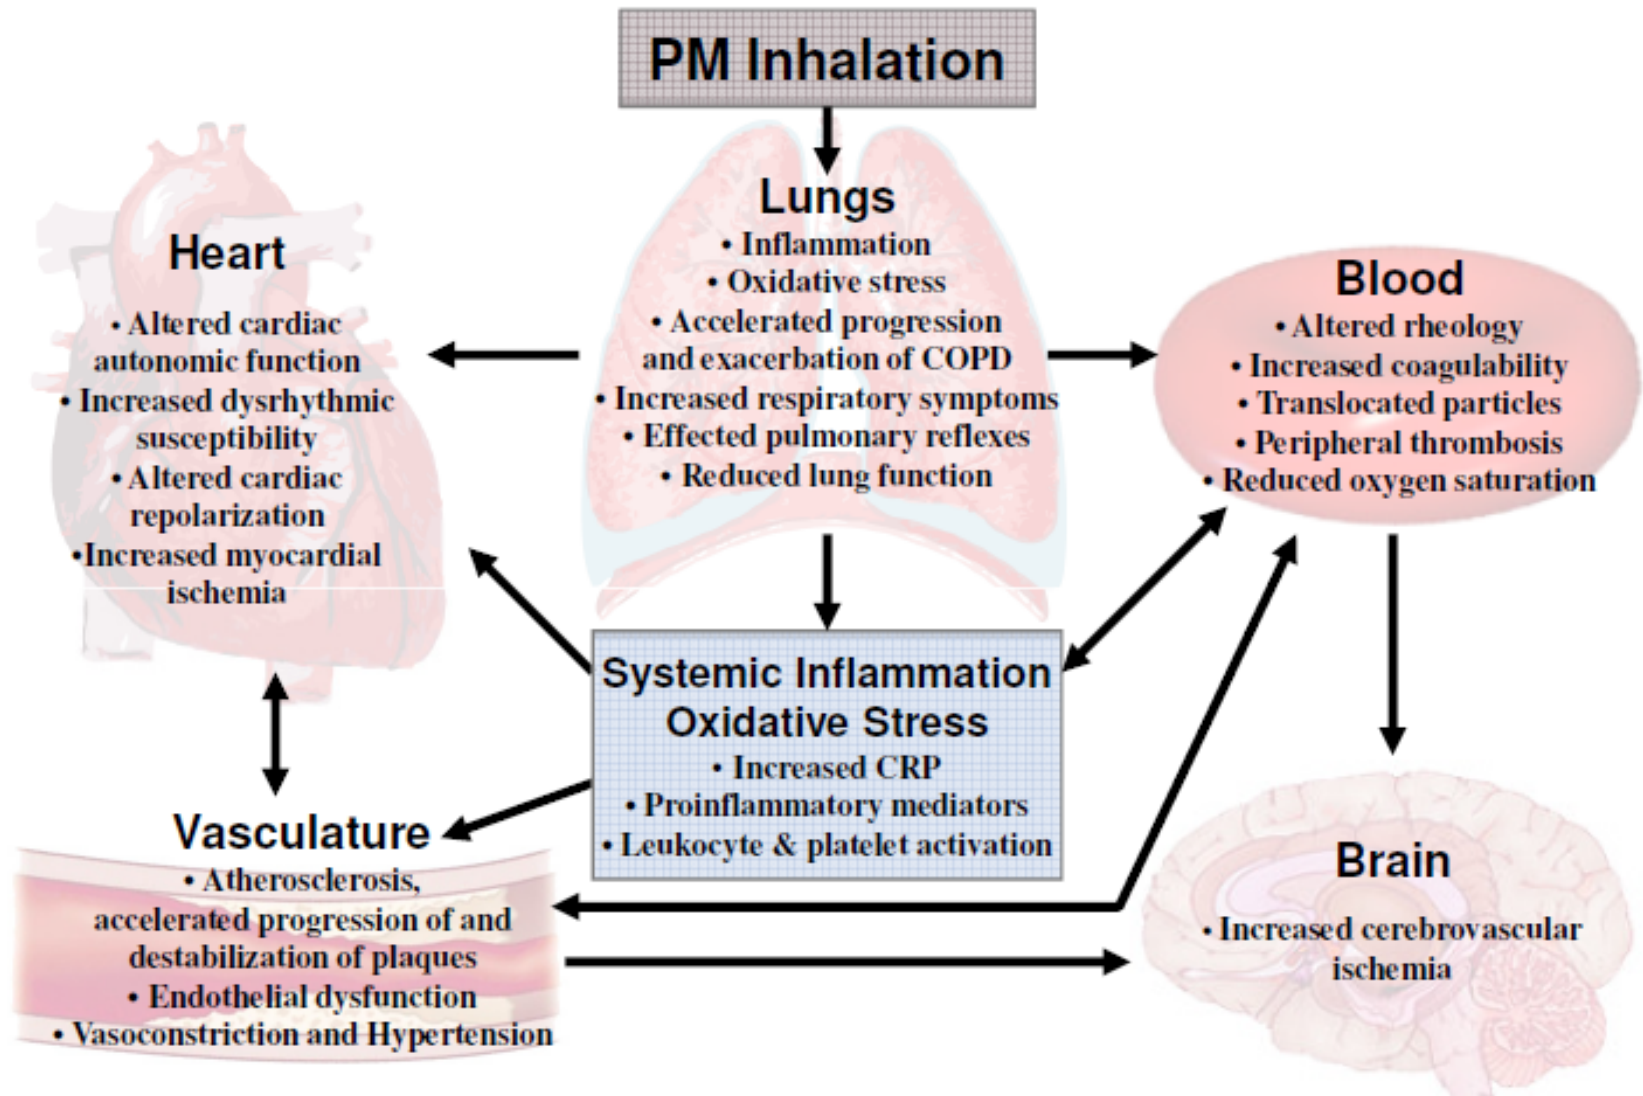 PM Inhalation
Lungs
• Inflammation
• Oxidative stress
• Accelerated progression
and exacerbation of COPD
• Increased respiratory symptoms
• Effected pulmonary reflexes
• Reduced lung function
Heart
• Altered cardiac
autonomic function
• Increased dysrhythmic
susceptibility
• Altered cardiac
repolarization
•Increased myocardial
ischemia
Blood
• Altered rheology
• Increased coagulability
• Translocated particles
• Peripheral thrombosis
• Reduced oxygen saturation
Systemic Inflammation
Oxidative Stress
• Increased CRP
• Proinflammatory mediators
• Leukocyte & platelet activation
Vasculature
• Atherosclerosis,
accelerated progression of and
destabilization of plaques
• Endothelial dysfunction
• Vasoconstriction and Hypertension
Brain
• Increased cerebrovascular
ischemia